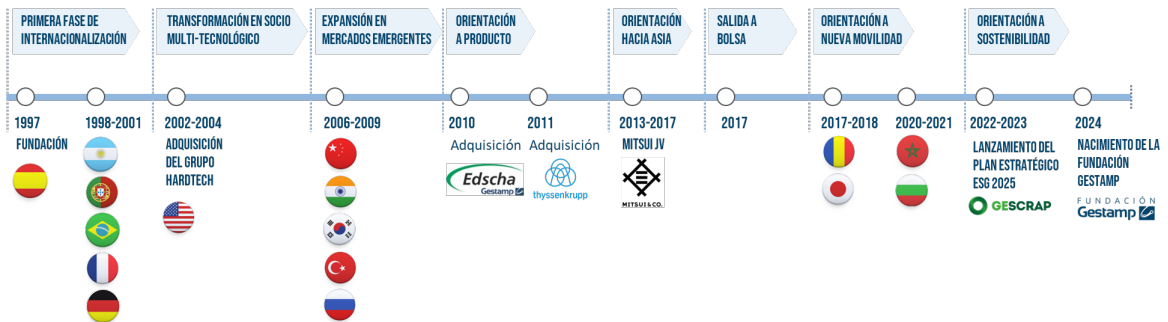 PRIMERA FASE DE
INTERNACIONALIZACIÓN
TRANSFORMACIÓN EN SOCIO
MULTI-TECNOLÓGICO
EXPANSIÓN EN
MERCADOS EMERGENTES
ORIENTACIÓN
A PRODUCTO
ORIENTACIÓN
HACIA ASIA
SALIDA A
BOLSA
ORIENTACIÓN A
NUEVA MOVILIDAD
ORIENTACIÓN A
SOSTENIBILIDAD
1997
FUNDACIÓN
1998-2001
2002-2004
ADQUISICIÓN
DEL GRUPO
HARDTECH
2006-2009
2010
Adquisición
Edscha
Gestamp
2011
Adquisición
thyssenkrupp
2013-2017
MITSUI JV
MITSUI & CO.
2017
2017-2018
2020-2021
2022-2023
LANZAMIENTO DEL
PLAN ESTRATÉGICO
ESG 2025
GESCRAP
2024
NACIMIENTO DE LA
FUNDACIÓN
GESTAMP
FUNDACIÓN
Gestamp